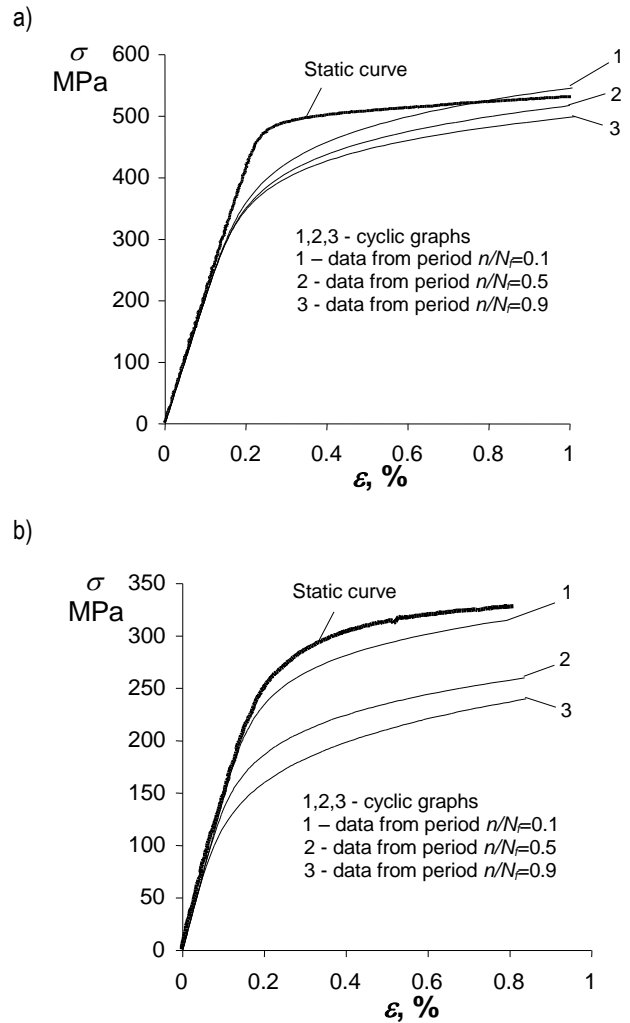 a)
σ
MPa
600
500
400
300
200
100
0
Static curve
1
2
3
1,2,3 - cyclic graphs
1 – data from period n/Nf=0.1
2 - data from period n/Nf=0.5
3 - data from period n/Nf=0.9
0 0.2 0.4 0.6 0.8 1
ε, %
b)
σ
MPa
350
300
250
200
150
100
50
0
Static curve
1
2
3
1,2,3 - cyclic graphs
1 – data from period n/Nf=0.1
2 - data from period n/Nf=0.5
3 - data from period n/Nf=0.9
0 0.2 0.4 0.6 0.8 1
ε, %